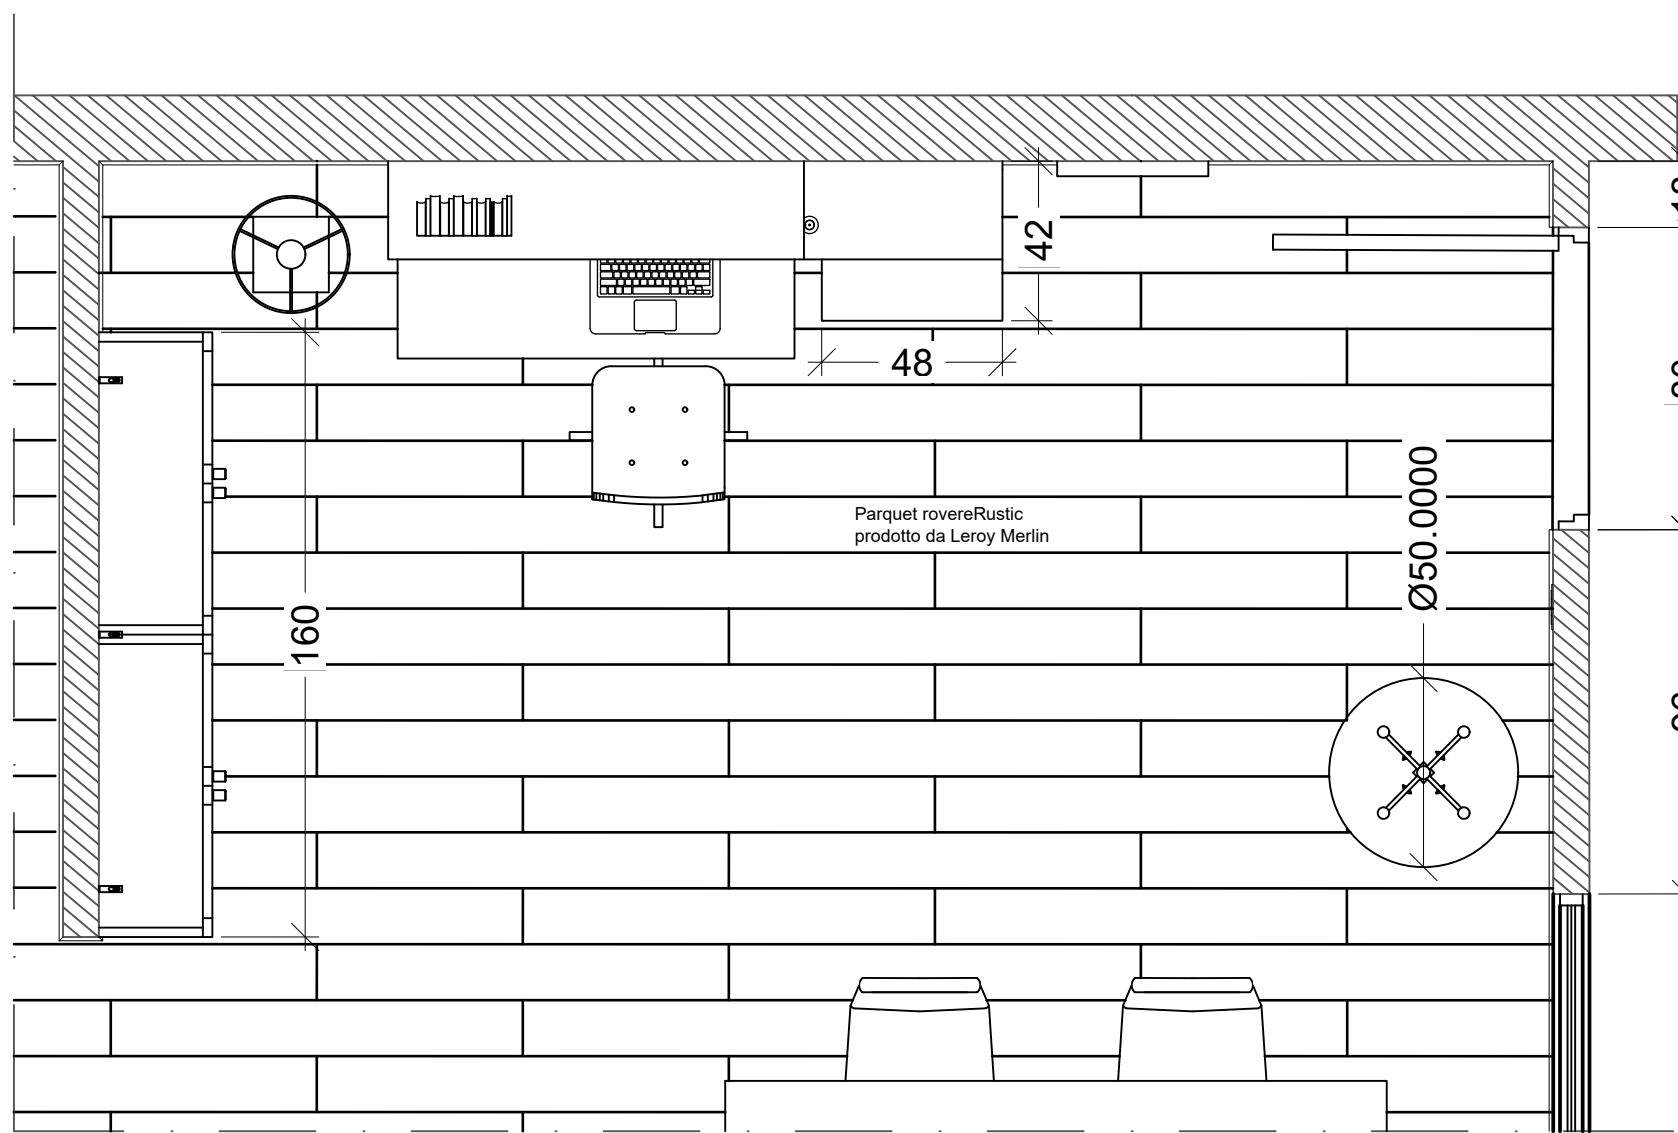 42
48
Parquet rovereRustic
prodotto da Leroy Merlin
Ø50.0000
160